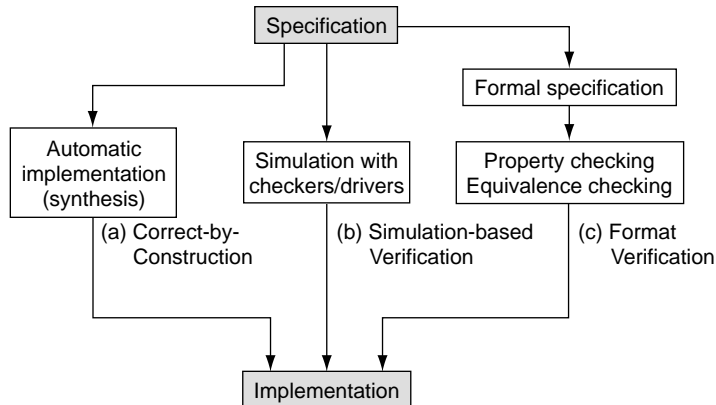 Specification
Formal specification
Automatic
implementation
(synthesis)
Simulation with
checkers/drivers
Property checking
Equivalence checking
(a) Correct-by-
Construction
(b) Simulation-based
Verification
(c) Format
Verification
Implementation